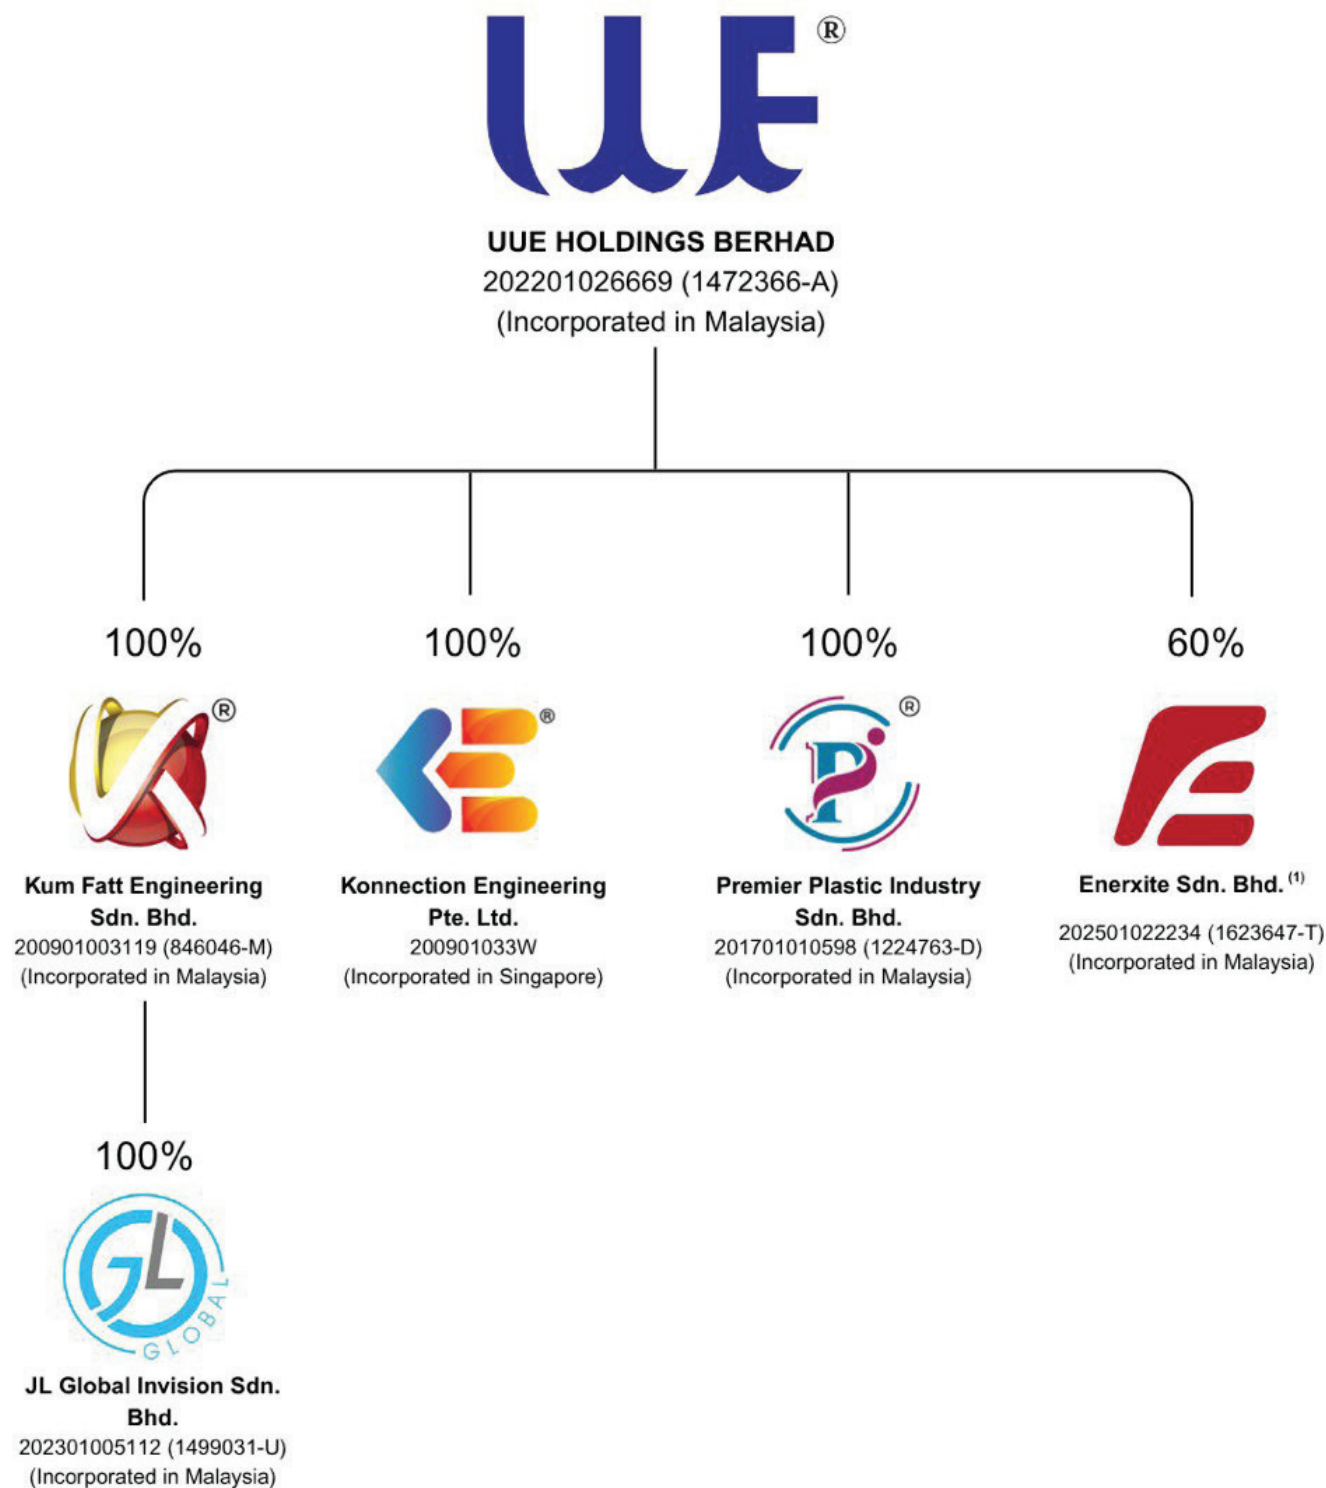 UUE
®
UUE HOLDINGS BERHAD
202201026669 (1472366-A)
(Incorporated in Malaysia)
100%
®
Kum Fatt Engineering
Sdn. Bhd.
200901003119 (846046-M)
(Incorporated in Malaysia)
100%
KE
®
Konnection Engineering
Pte. Ltd.
200901033W
(Incorporated in Singapore)
100%
P
®
Premier Plastic Industry
Sdn. Bhd.
201701010598 (1224763-D)
(Incorporated in Malaysia)
60%
E
Enerxite Sdn. Bhd. (1)
202501022234 (1623647-T)
(Incorporated in Malaysia)
100%
JL
GLOBAL
JL Global Invision Sdn.
Bhd.
202301005112 (1499031-U)
(Incorporated in Malaysia)